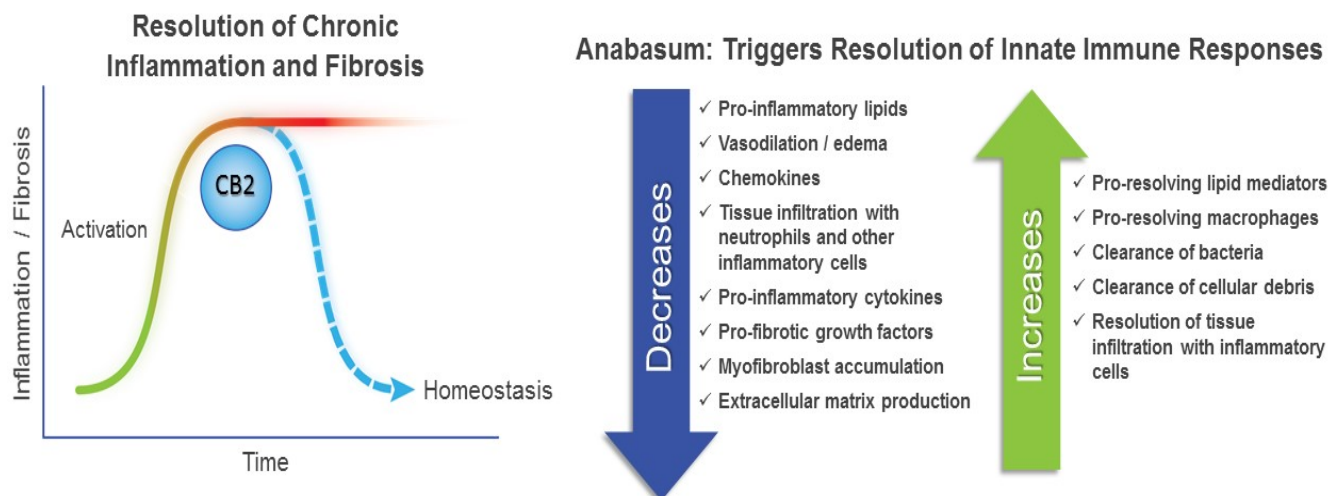 Resolution of Chronic
Inflammation and Fibrosis
Inflammation / Fibrosis
Activation
CB2
Homeostasis
Time
Anabasum: Triggers Resolution of Innate Immune Responses
Decreases
✓ Pro-inflammatory lipids
✓ Vasodilation / edema
✓ Chemokines
✓ Tissue infiltration with
neutrophils and other
inflammatory cells
✓ Pro-inflammatory cytokines
✓ Pro-fibrotic growth factors
✓ Myofibroblast accumulation
✓ Extracellular matrix production
Increases
✓ Pro-resolving lipid mediators
✓ Pro-resolving macrophages
✓ Clearance of bacteria
✓ Clearance of cellular debris
✓ Resolution of tissue
infiltration with inflammatory
cells